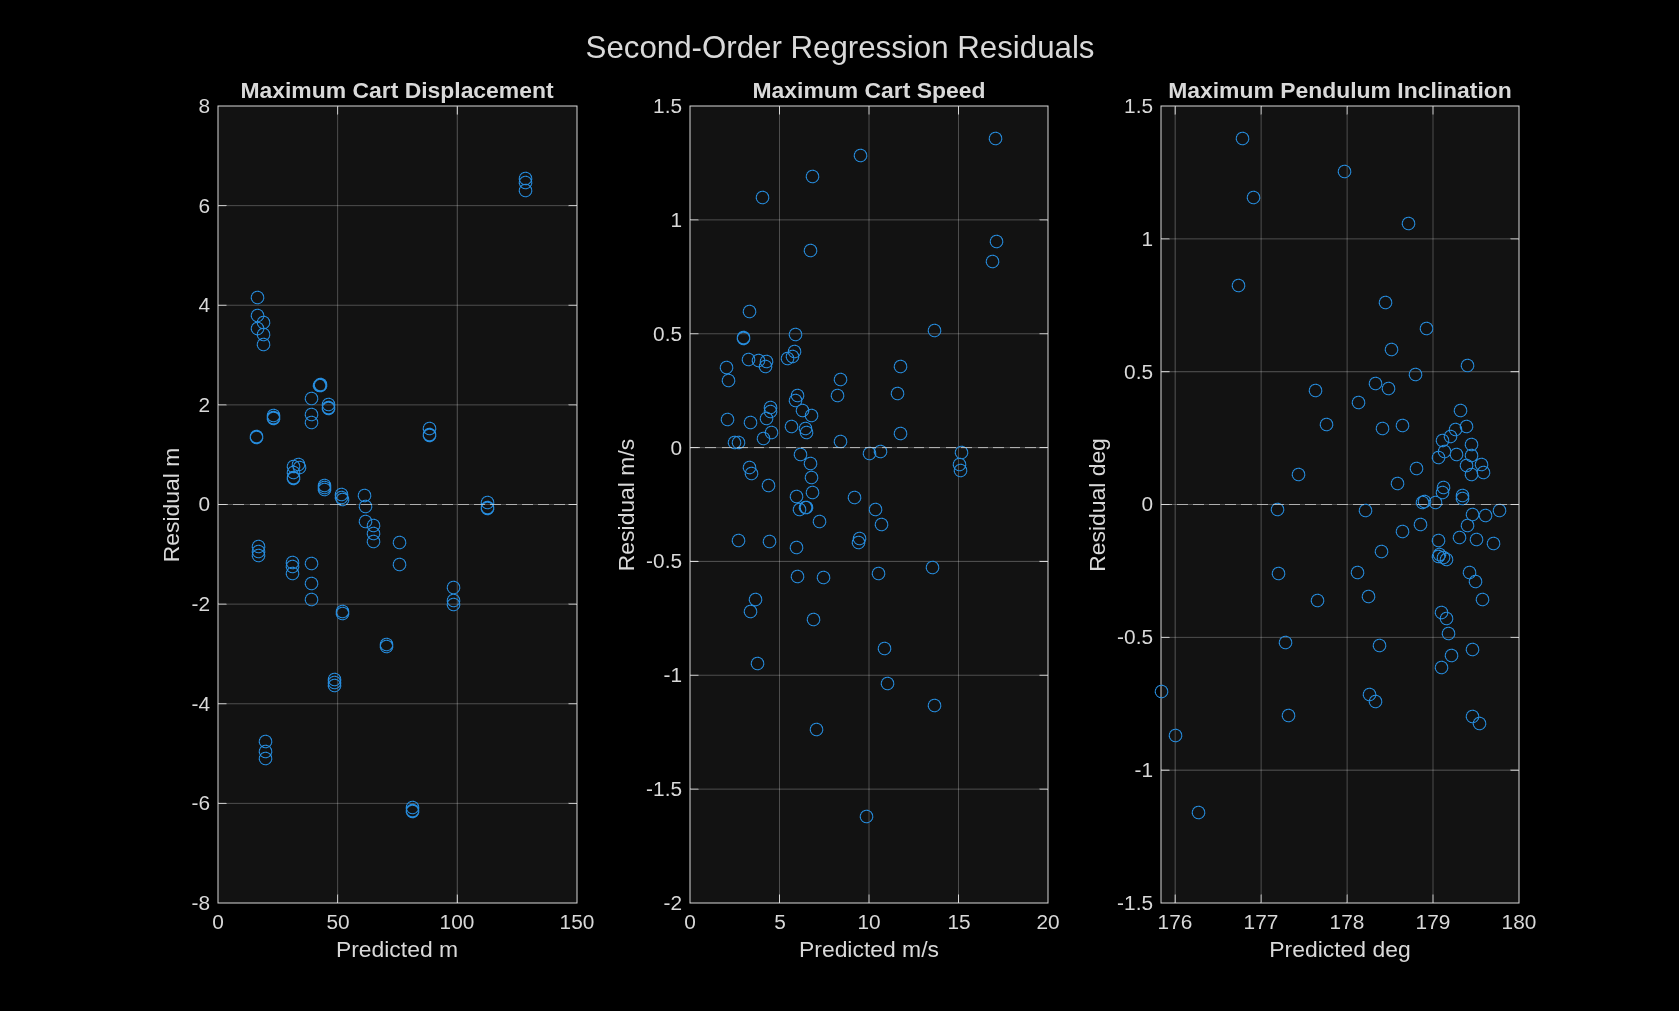 Second-Order Regression Residuals
Maximum Cart Displacement
8
6
4
2
0
-2
-4
-6
-8
0 50 100 150
Residual m
Predicted m
Maximum Cart Speed
1.5
1
0.5
0
-0.5
-1
-1.5
-2
0 5 10 15 20
Residual m/s
Predicted m/s
Maximum Pendulum Inclination
1.5
1
0.5
0
-0.5
-1
-1.5
176 177 178 179 180
Residual deg
Predicted deg